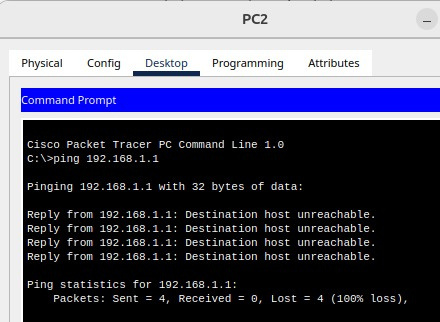 PC2
Physical Config Desktop Programming Attributes
Command Prompt
Cisco Packet Tracer PC Command Line 1.0
C:\>ping 192.168.1.1
Pinging 192.168.1.1 with 32 bytes of data:
Reply from 192.168.1.1: Destination host unreachable.
Reply from 192.168.1.1: Destination host unreachable.
Reply from 192.168.1.1: Destination host unreachable.
Reply from 192.168.1.1: Destination host unreachable.
Ping statistics for 192.168.1.1:
Packets: Sent = 4, Received = 0, Lost = 4 (100% loss),